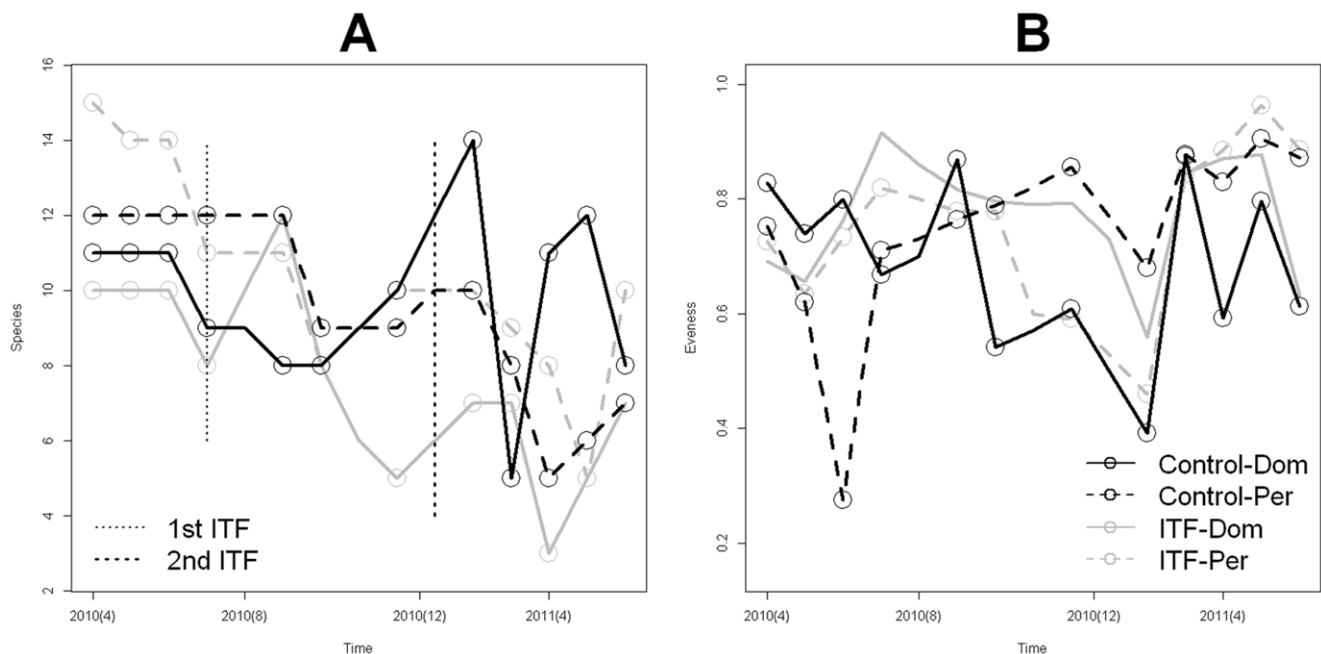 A
B
16
14
12
10
8
6
4
2
Species
1st ITF
2nd ITF
2010(4)
2010(8)
2010(12)
2011(4)
Time
1.0
0.8
0.6
0.4
0.2
Eveness
Control-Dom
Control-Per
ITF-Dom
ITF-Per
2010(4)
2010(8)
2010(12)
2011(4)
Time